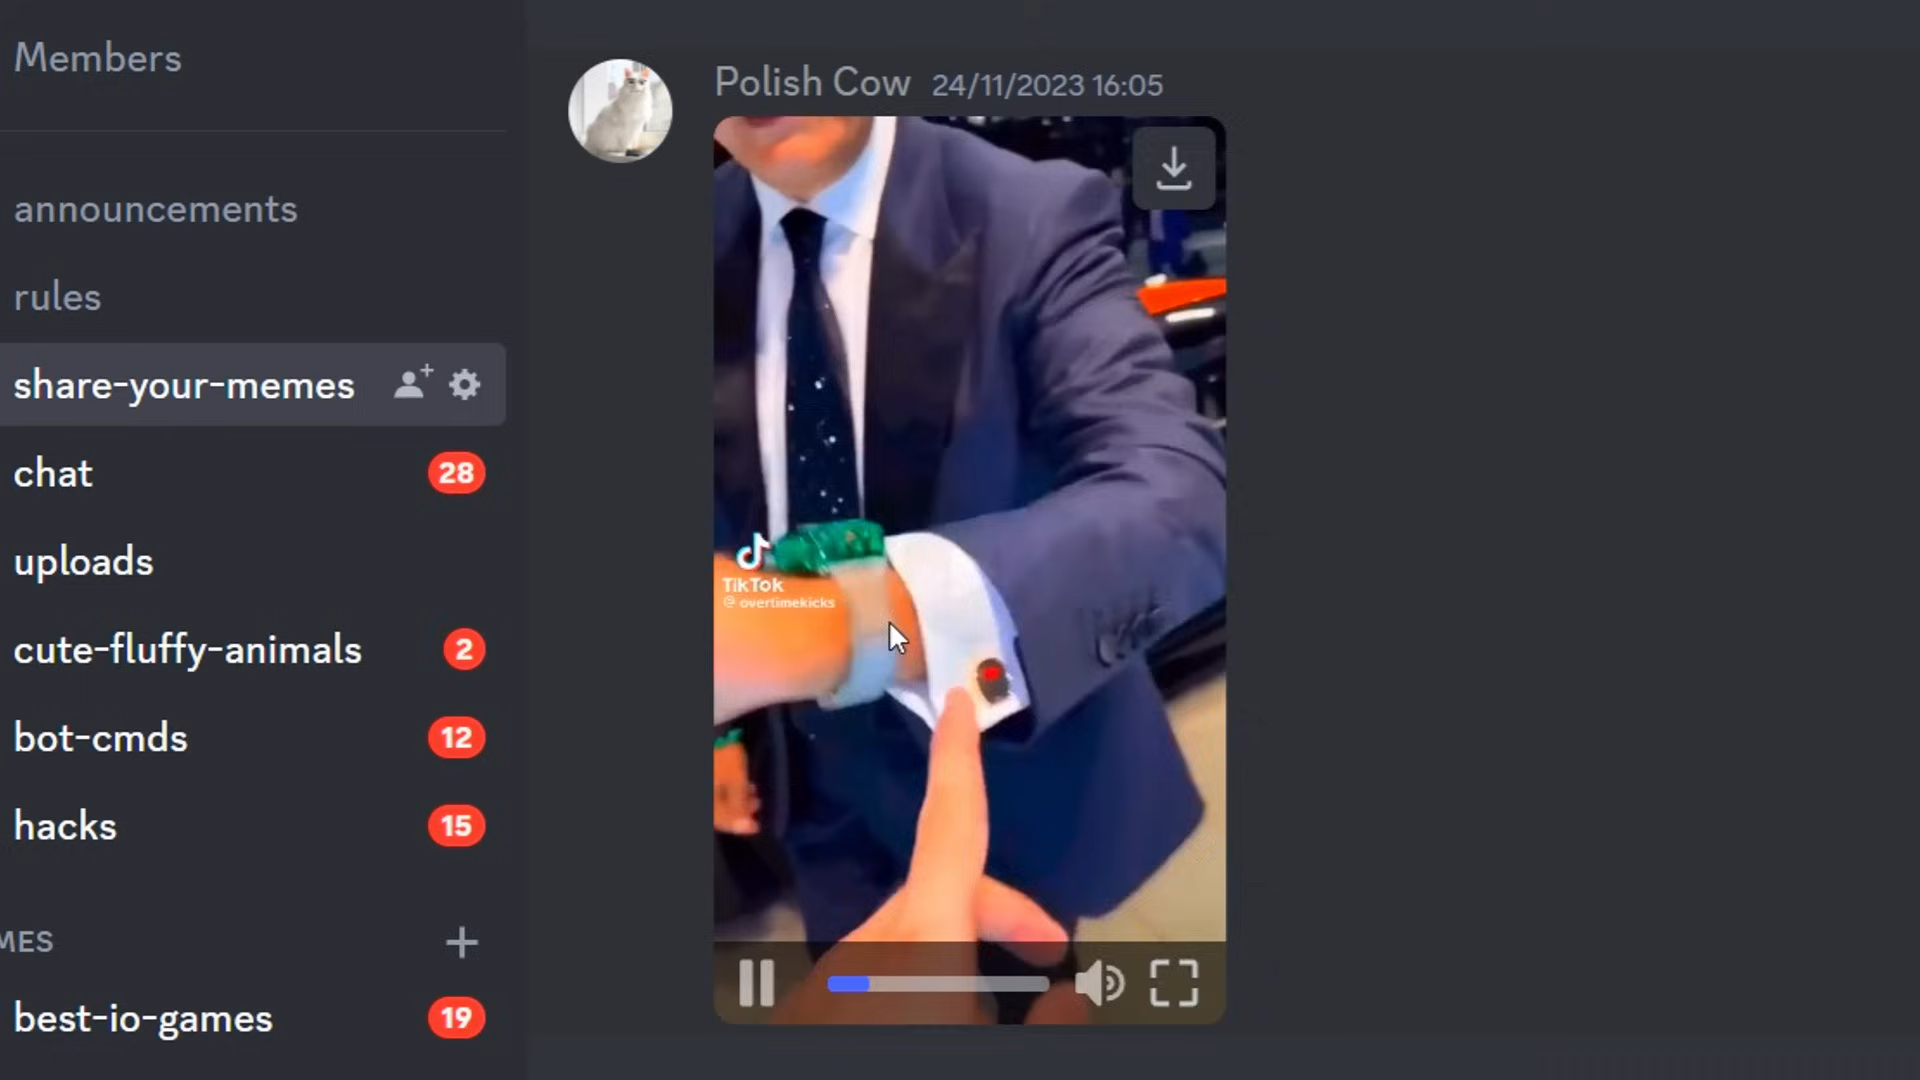 Members
announcements
rules
share-your-memes
chat 28
uploads
cute-fluffy-animals 2
bot-cmds 12
hacks 15
MES
best-io-games 19
Polish Cow 24/11/2023 16:05
TikTok
@ overtimekicks